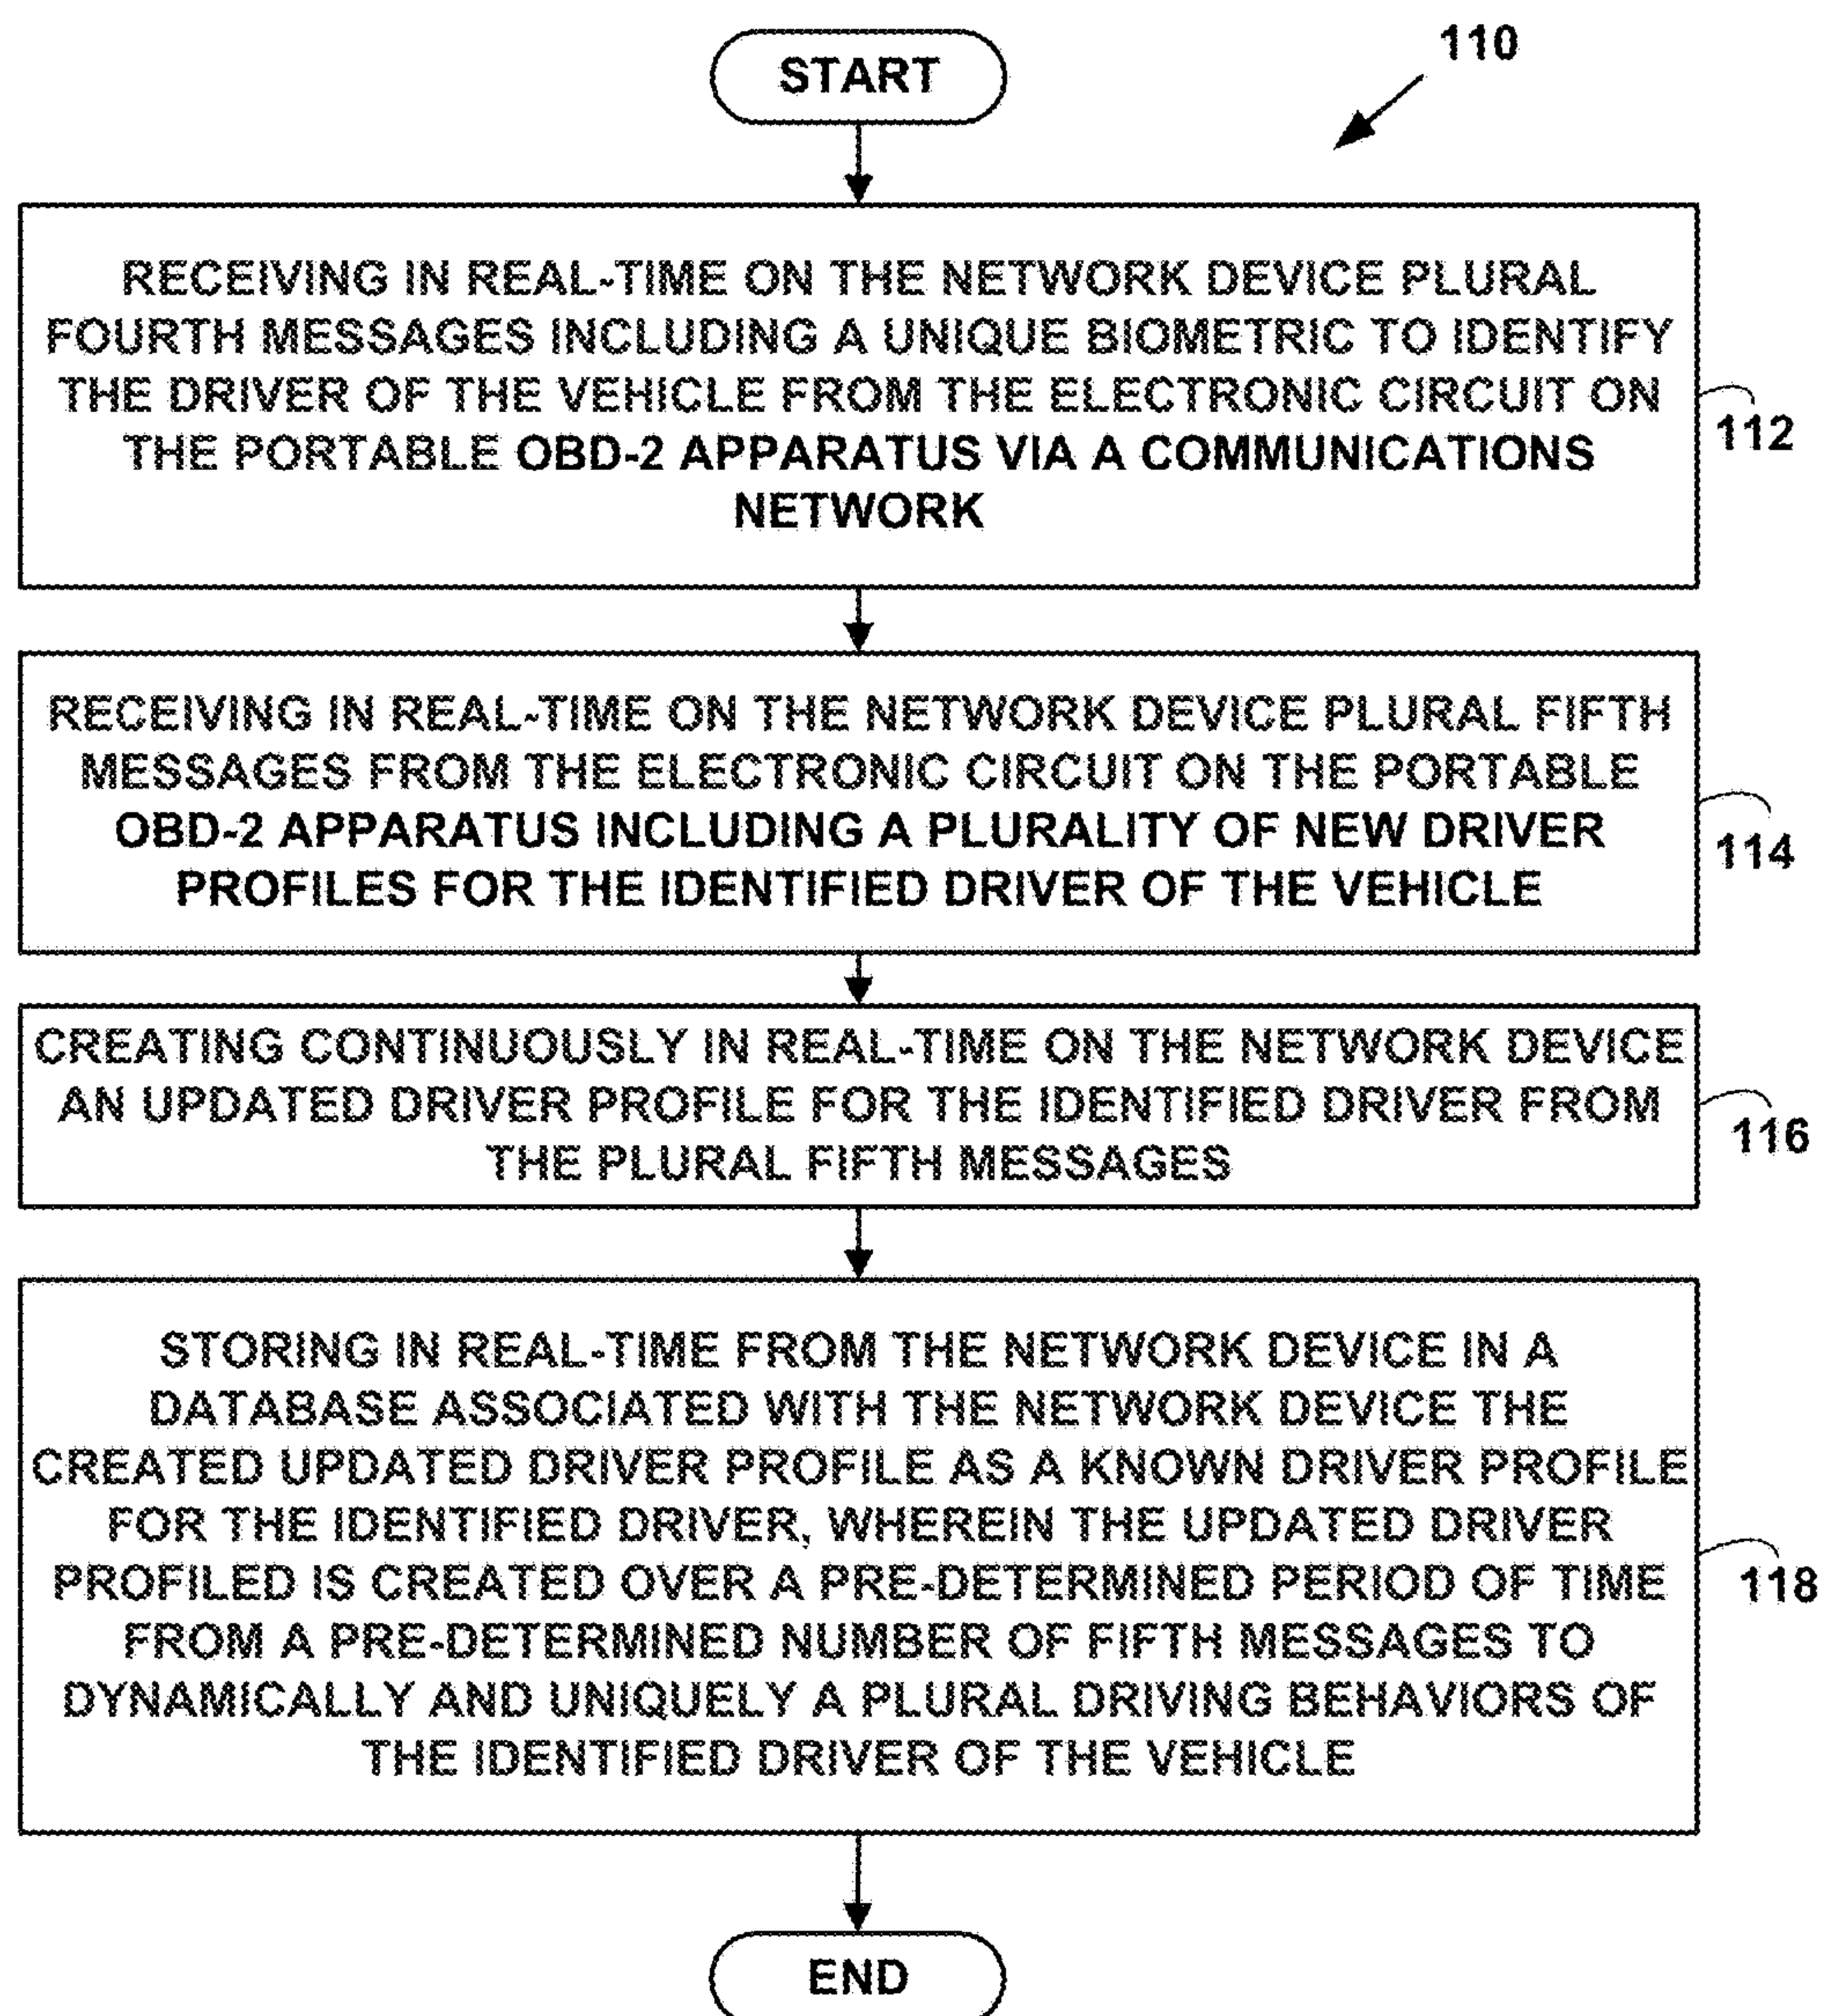 110
START
RECEIVING IN REAL-TIME ON THE NETWORK DEVICE PLURAL
FOURTH MESSAGES INCLUDING A UNIQUE BIOMETRIC TO IDENTIFY
THE DRIVER OF THE VEHICLE FROM THE ELECTRONIC CIRCUIT ON
THE PORTABLE OBD-2 APPARATUS VIA A COMMUNICATIONS
NETWORK
112
RECEIVING IN REAL-TIME ON THE NETWORK DEVICE PLURAL FIFTH
MESSAGES FROM THE ELECTRONIC CIRCUIT ON THE PORTABLE
OBD-2 APPARATUS INCLUDING A PLURALITY OF NEW DRIVER
PROFILES FOR THE IDENTIFIED DRIVER OF THE VEHICLE
114
CREATING CONTINUOUSLY IN REAL-TIME ON THE NETWORK DEVICE
AN UPDATED DRIVER PROFILE FOR THE IDENTIFIED DRIVER FROM
THE PLURAL FIFTH MESSAGES
116
STORING IN REAL-TIME FROM THE NETWORK DEVICE IN A
DATABASE ASSOCIATED WITH THE NETWORK DEVICE THE
CREATED UPDATED DRIVER PROFILE AS A KNOWN DRIVER PROFILE
FOR THE IDENTIFIED DRIVER, WHEREIN THE UPDATED DRIVER
PROFILED IS CREATED OVER A PRE-DETERMINED PERIOD OF TIME
FROM A PRE-DETERMINED NUMBER OF FIFTH MESSAGES TO
DYNAMICALLY AND UNIQUELY A PLURAL DRIVING BEHAVIORS OF
THE IDENTIFIED DRIVER OF THE VEHICLE
118
END